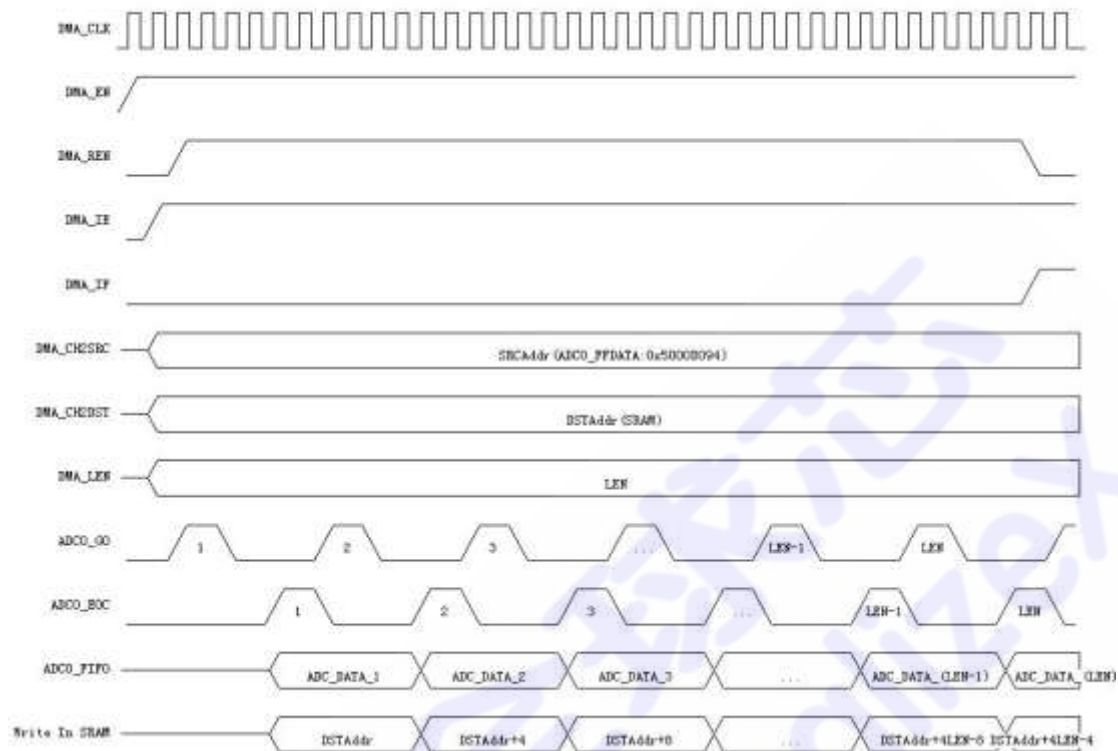 DMA_CLK
DMA_EN
DMA_REN
DMA_IE
DMA_IF
DMA_CH2SRC SRCAddr(ADC0_FFDATA:0x5000B094)
DMA_CH2DST DSTAddr(SRAM)
DMA_LEN LEN
ADC0_GO 1 2 3 ... LEN-1 LEN
ADC0_EOC 1 2 3 ... LEN-1 LEN
ADC0_FIFO ADC_DATA_1 ADC_DATA_2 ADC_DATA_3 ... ADC_DATA_(LEN-1) ADC_DATA_(LEN)
Write In SRAM DSTAddr DSTAddr+4 DSTAddr+8 ... DSTAddr+4LEN-8 DSTAddr+4LEN-4